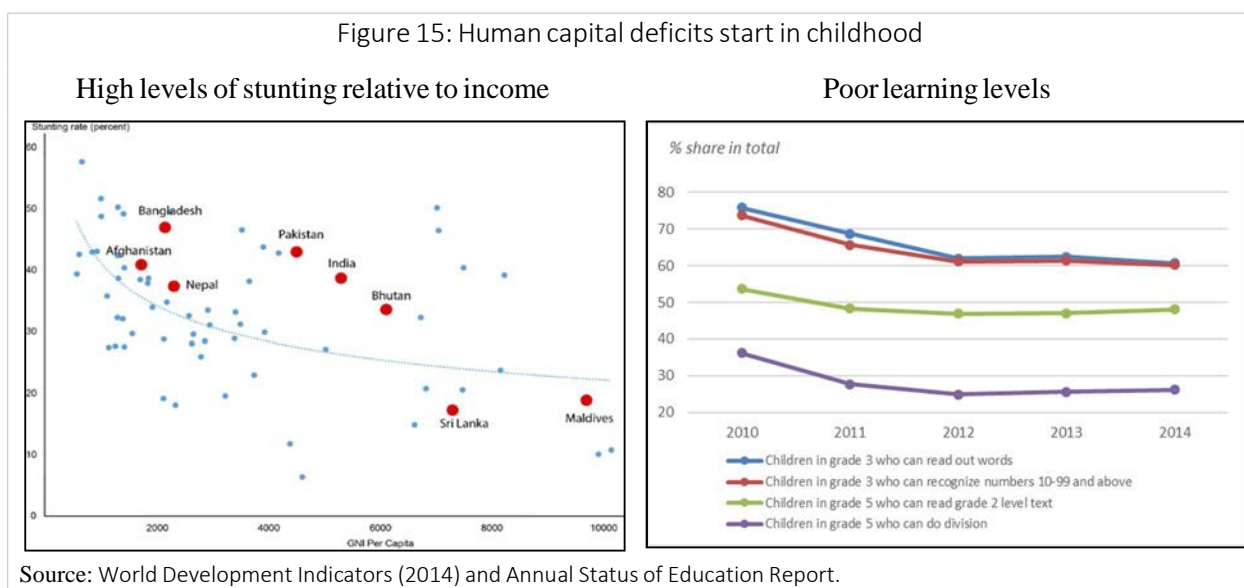 Figure 15: Human capital deficits start in childhood
High levels of stunting relative to income
Poor learning levels
Stunting rate (percent)
60
50
40
30
20
10
0
Bangladesh
Afghanistan
Nepal
Pakistan
India
Bhutan
Sri Lanka
Maldives
2000
4000
6000
8000
10000
GNI Per Capita
% share in total
80
70
60
50
40
30
20
2010
2011
2012
2013
2014
Children in grade 3 who can read out words
Children in grade 3 who can recognize numbers 10-99 and above
Children in grade 5 who can read grade 2 level text
Children in grade 5 who can do division
Source: World Development Indicators (2014) and Annual Status of Education Report.